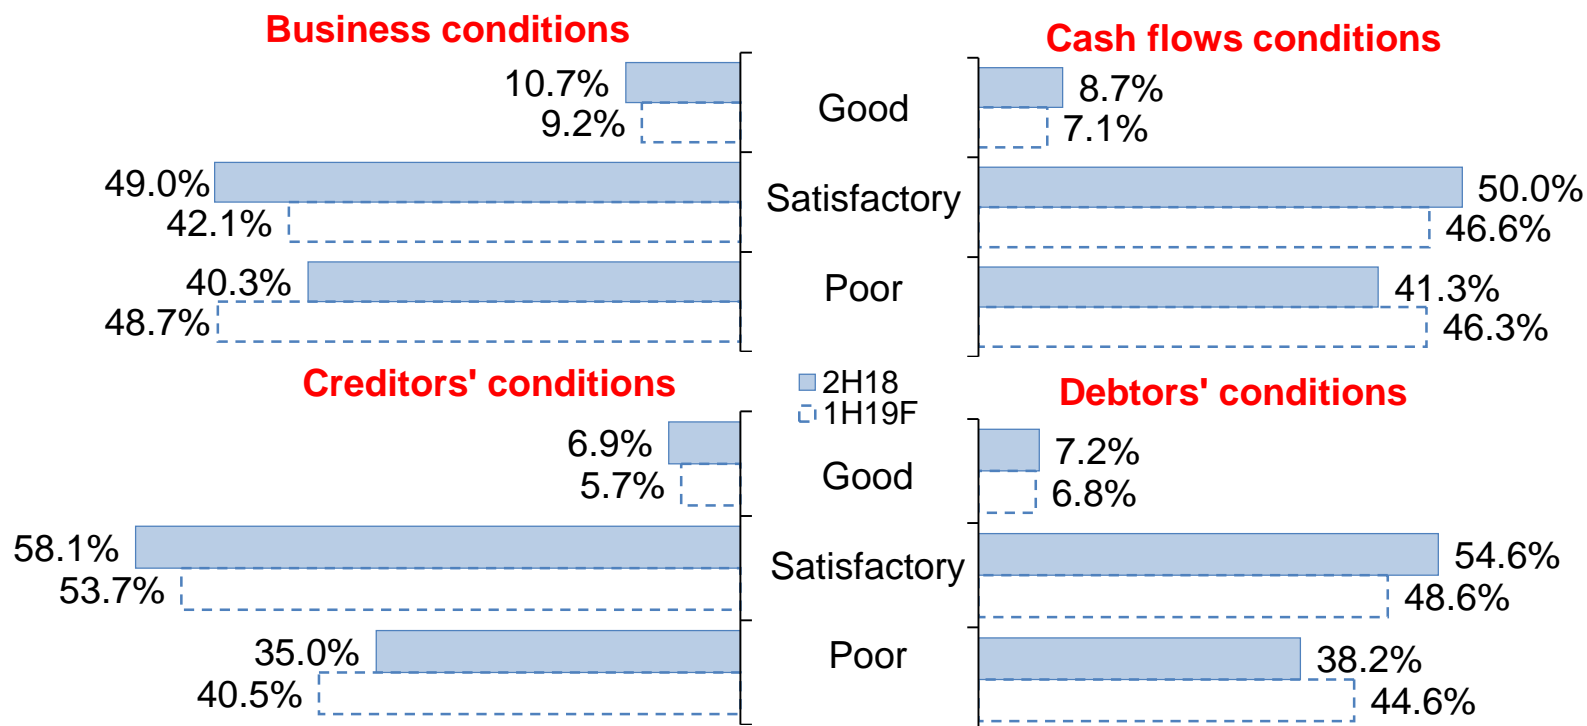 Business conditions
10.7%
9.2%
49.0%
42.1%
40.3%
48.7%
Good
Satisfactory
Poor
Cash flows conditions
8.7%
7.1%
50.0%
46.6%
41.3%
46.3%
2H18
1H19F
Creditors' conditions
6.9%
5.7%
58.1%
53.7%
35.0%
40.5%
Good
Satisfactory
Poor
Debtors' conditions
7.2%
6.8%
54.6%
48.6%
38.2%
44.6%